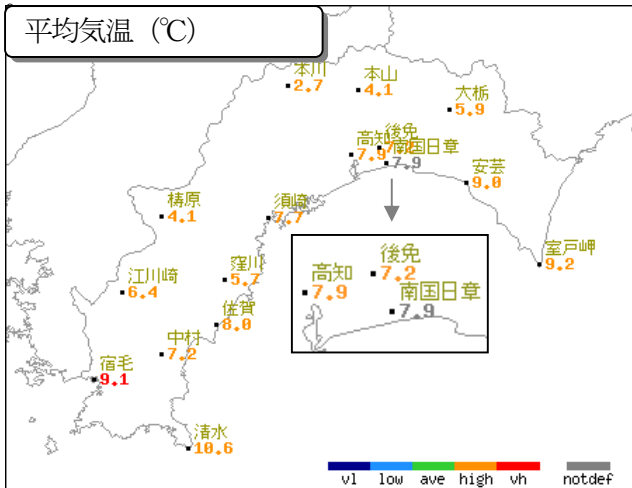 平均気温 (℃)
本川
2.7
本山
4.1
大栃
5.9
高知
7.9
後免
7.2
南国日章
7.9
安芸
9.0
梼原
4.1
須崎
7.7
室戸岬
9.2
江川崎
6.4
窪川
5.7
佐賀
8.0
中村
7.2
宿毛
9.1
清水
10.6
後免
7.2
高知
7.9
南国日章
7.9
vl low ave high vh notdef